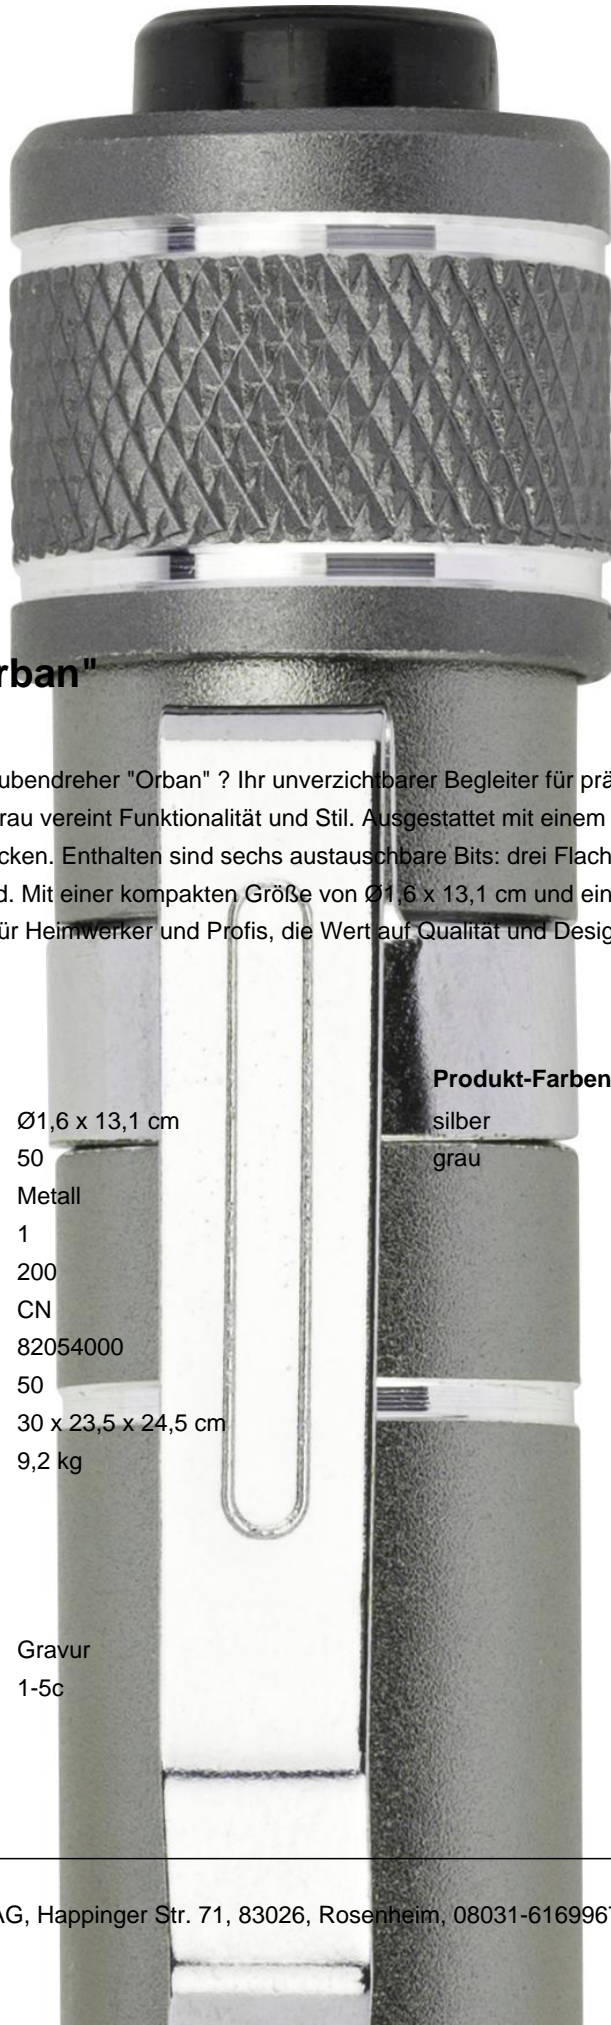 rban"
ubendreher "Orban" ? Ihr unverzichtbarer Begleiter für prä
rau vereint Funktionalität und Stil. Ausgestattet mit einem
cken. Enthalten sind sechs austauschbare Bits: drei Flach
d. Mit einer kompakten Größe von Ø1,6 x 13,1 cm und ein
ür Heimwerker und Profis, die Wert auf Qualität und Desig
Produkt-Farben
Ø1,6 x 13,1 cm silber
50 grau
Metall
1
200
CN
82054000
50
30 x 23,5 x 24,5 cm
9,2 kg
Gravur
1-5c
AG, Happinger Str. 71, 83026, Rosenheim, 08031-6169967